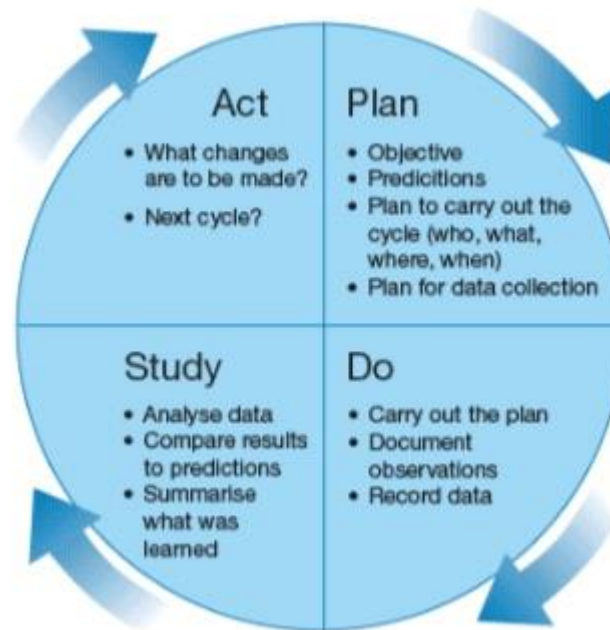 Act
• What changes
are to be made?
• Next cycle?
Plan
• Objective
• Predicitions
• Plan to carry out the
cycle (who, what,
where, when)
• Plan for data collection
Study
• Analyse data
• Compare results
to predictions
• Summarise
what was
learned
Do
• Carry out the plan
• Document
observations
• Record data